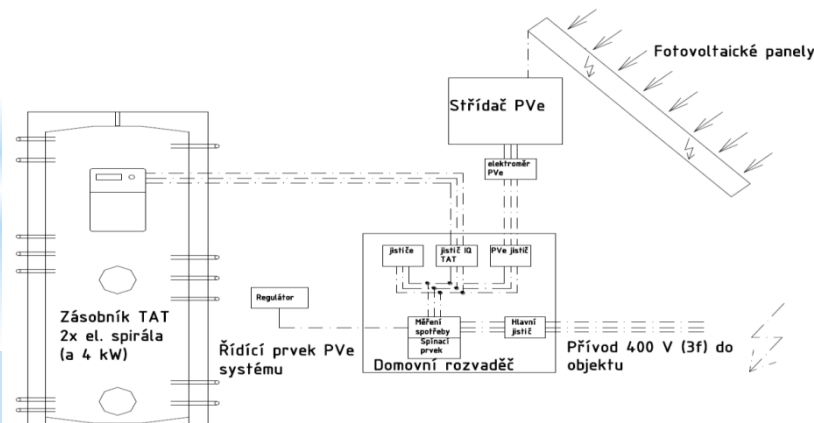 Fotovoltaické panely
Střídač PVe
elektroměr
PVe
jističe
jistič IQ
TAT
PVe jistič
Regulátor
Měření
spotřeby
Spínací
prvek
Hlavní
jistič
Zásobník TAT
2x el. spirála
(a 4 kW)
Řídící prvek PVe
systému
Domovní rozvaděč
Přívod 400 V (3f) do
objektu